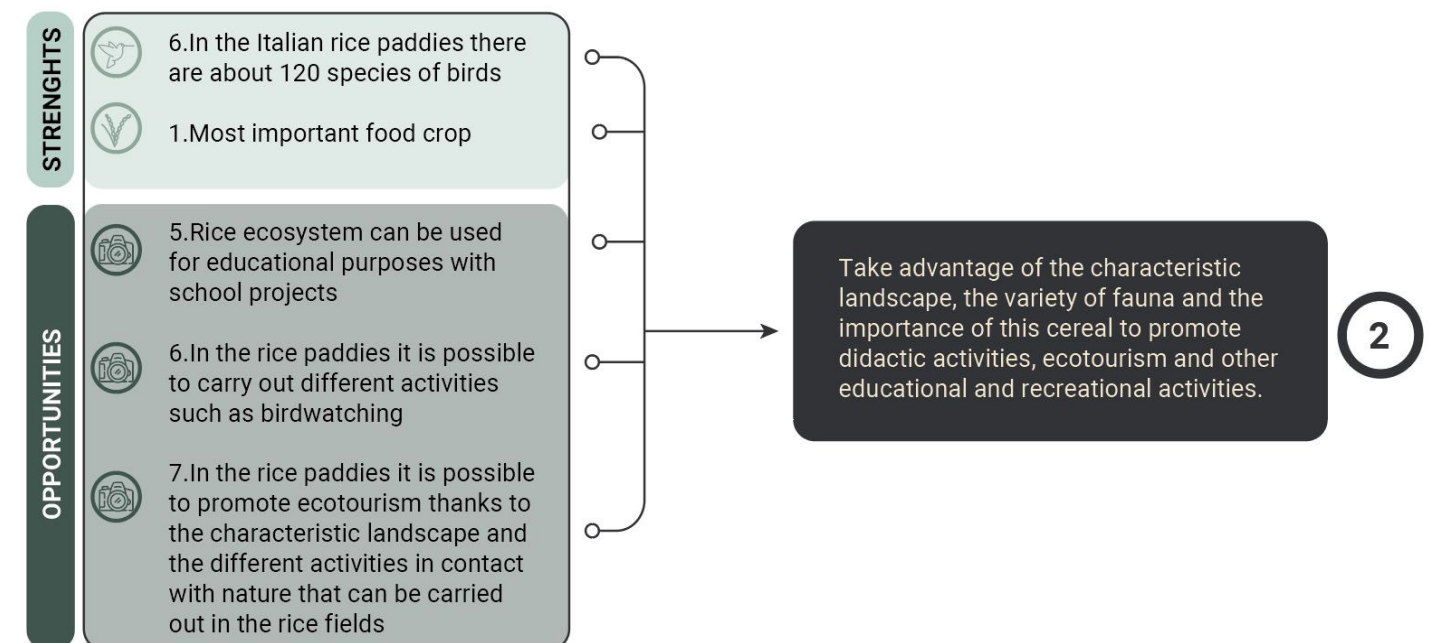 STRENGHTS
6.In the Italian rice paddies there
are about 120 species of birds
1.Most important food crop
OPPORTUNITIES
5.Rice ecosystem can be used
for educational purposes with
school projects
6.In the rice paddies it is possible
to carry out different activities
such as birdwatching
7.In the rice paddies it is possible
to promote ecotourism thanks to
the characteristic landscape and
the different activities in contact
with nature that can be carried
out in the rice fields
Take advantage of the characteristic
landscape, the variety of fauna and the
importance of this cereal to promote
didactic activities, ecotourism and other
educational and recreational activities.
2